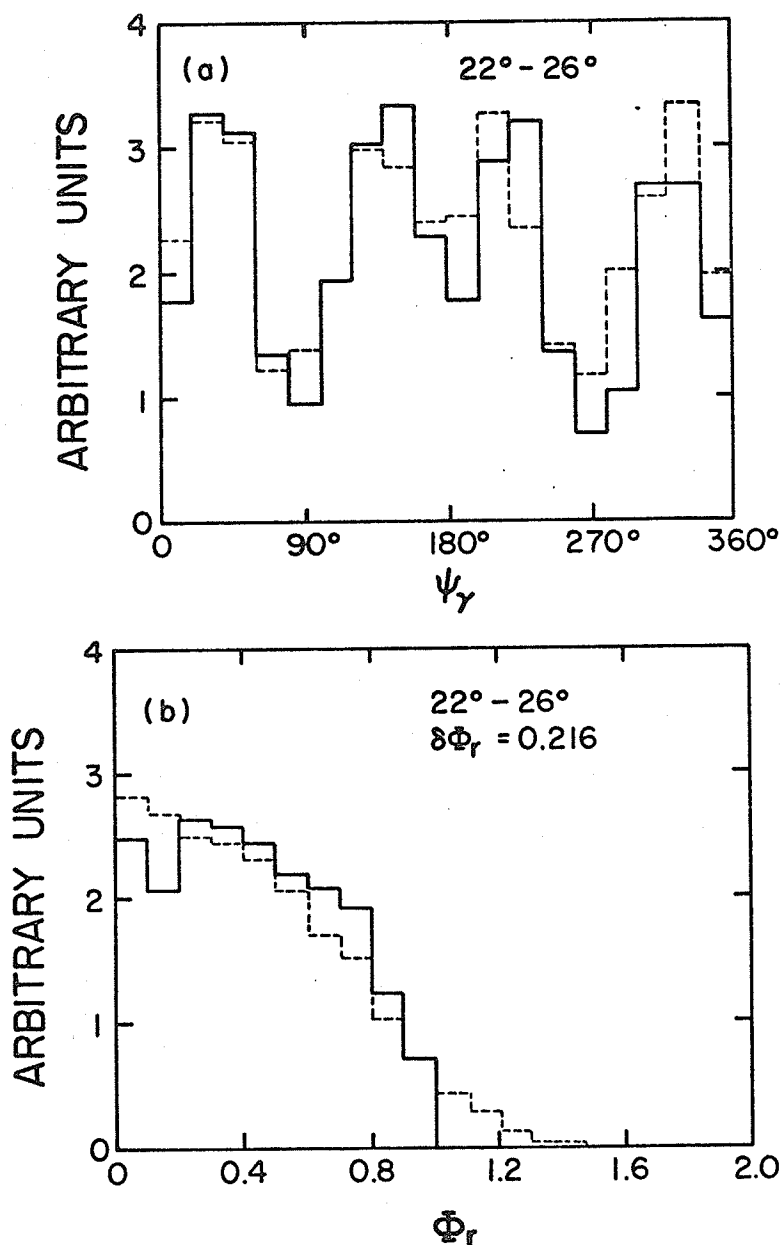 (a)
22° - 26°
ARBITRARY UNITS
4
3
2
1
0
0 90° 180° 270° 360°
ψγ
(b)
22° - 26°
δΦr = 0.216
ARBITRARY UNITS
4
3
2
1
0
0 0.4 0.8 1.2 1.6 2.0
Φr